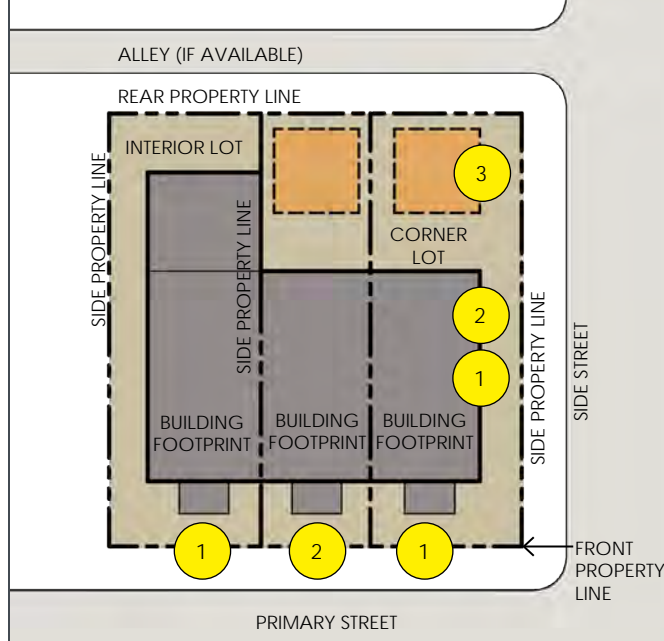 ALLEY (IF AVAILABLE)
REAR PROPERTY LINE
INTERIOR LOT
SIDE PROPERTY LINE
SIDE PROPERTY LINE
3
CORNER
LOT
2
1
SIDE PROPERTY LINE
SIDE STREET
BUILDING
FOOTPRINT
BUILDING
FOOTPRINT
BUILDING
FOOTPRINT
1
2
1
FRONT
PROPERTY
LINE
PRIMARY STREET